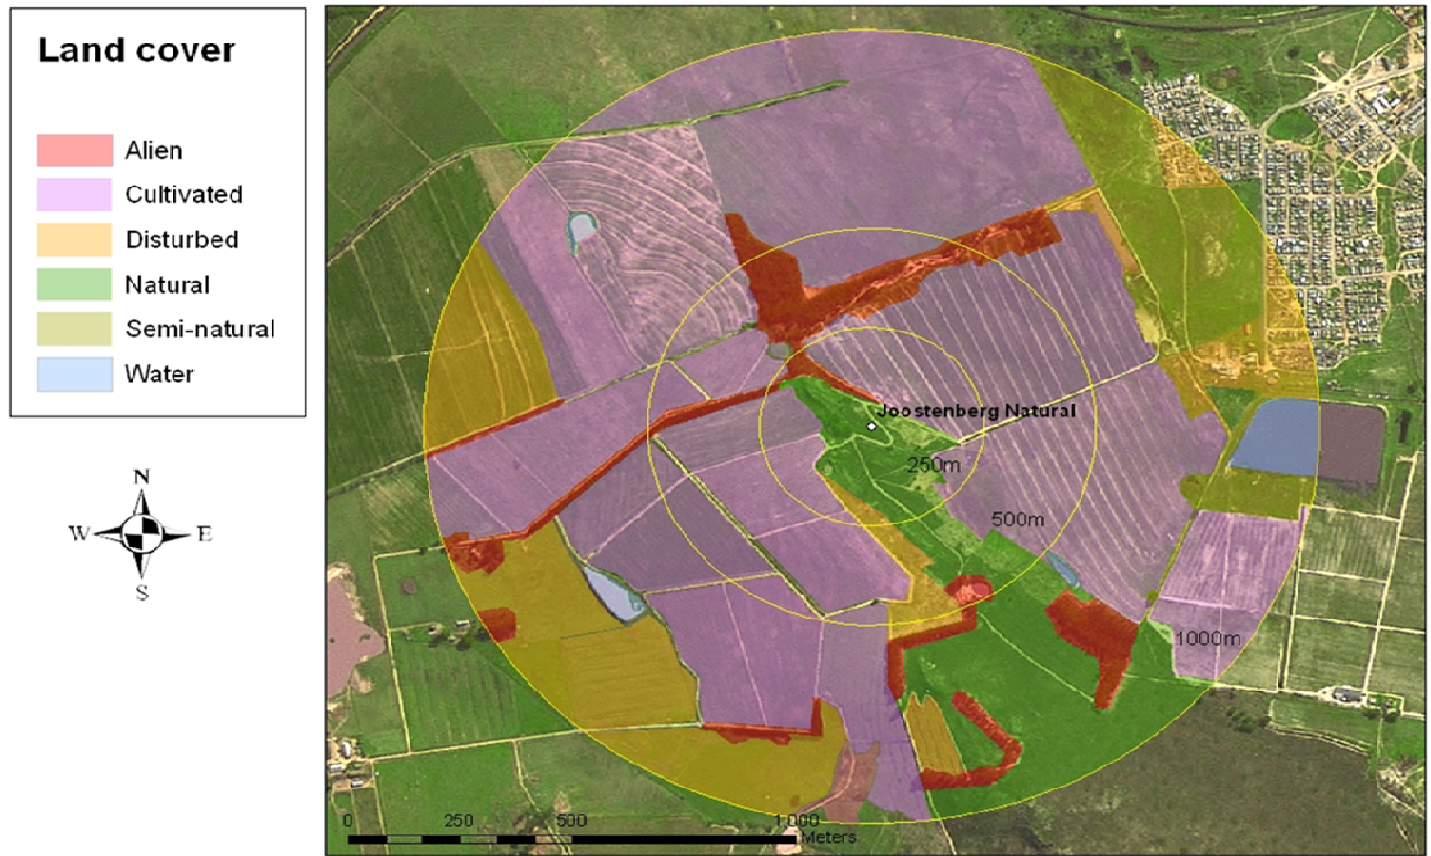 Land cover
Alien
Cultivated
Disturbed
Natural
Semi-natural
Water
N
W
E
S
Joostenberg Natural
250m
500m
1000m
0
250
500
1,000
Meters